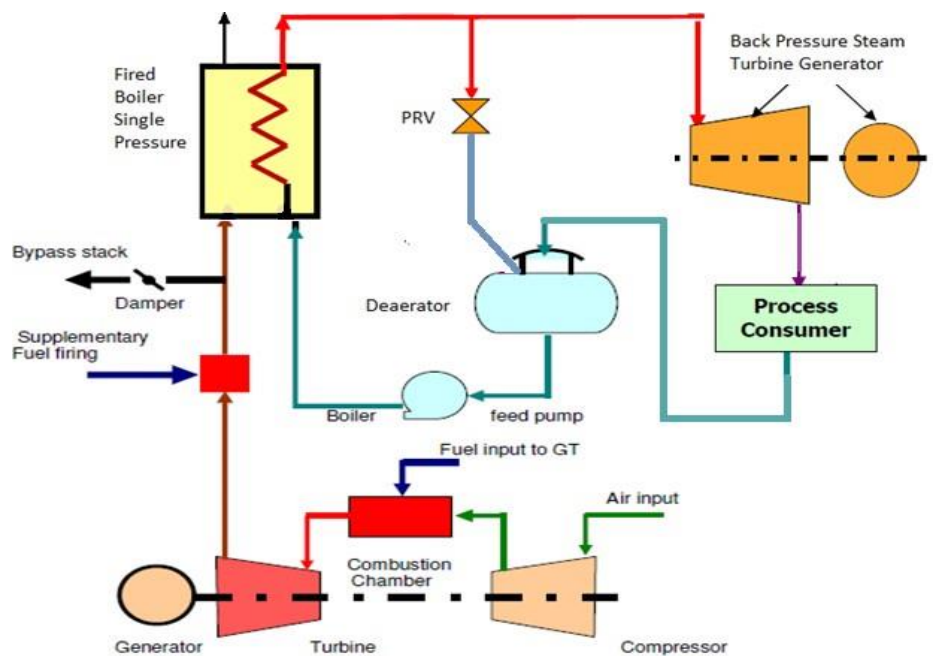 Fired
Boiler
Single
Pressure
Back Pressure Steam
Turbine Generator
PRV
Bypass stack
Damper
Deaerator
Process
Consumer
Supplementary
Fuel firing
Boiler
feed pump
Fuel input to GT
Air input
Combustion
Chamber
Generator
Turbine
Compressor